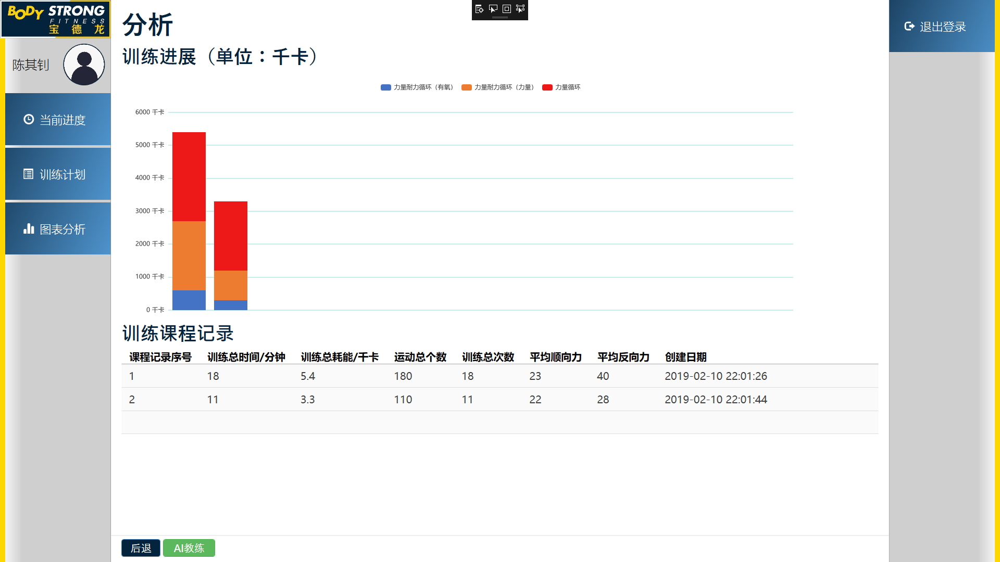 BODY STRONG
FITNESS
宝德龙
陈其钊
当前进度
训练计划
图表分析
分析
训练进展（单位：千卡）
力量耐力循环（有氧） 力量耐力循环（力量） 力量循环
6000 千卡
5000 千卡
4000 千卡
3000 千卡
2000 千卡
1000 千卡
0 千卡
训练课程记录
课程记录序号 训练总时间/分钟 训练总耗能/千卡 运动总个数 训练总次数 平均顺向力 平均反向力 创建日期
1 18 5.4 180 18 23 40 2019-02-10 22:01:26
2 11 3.3 110 11 22 28 2019-02-10 22:01:44
后退 AI教练
退出登录